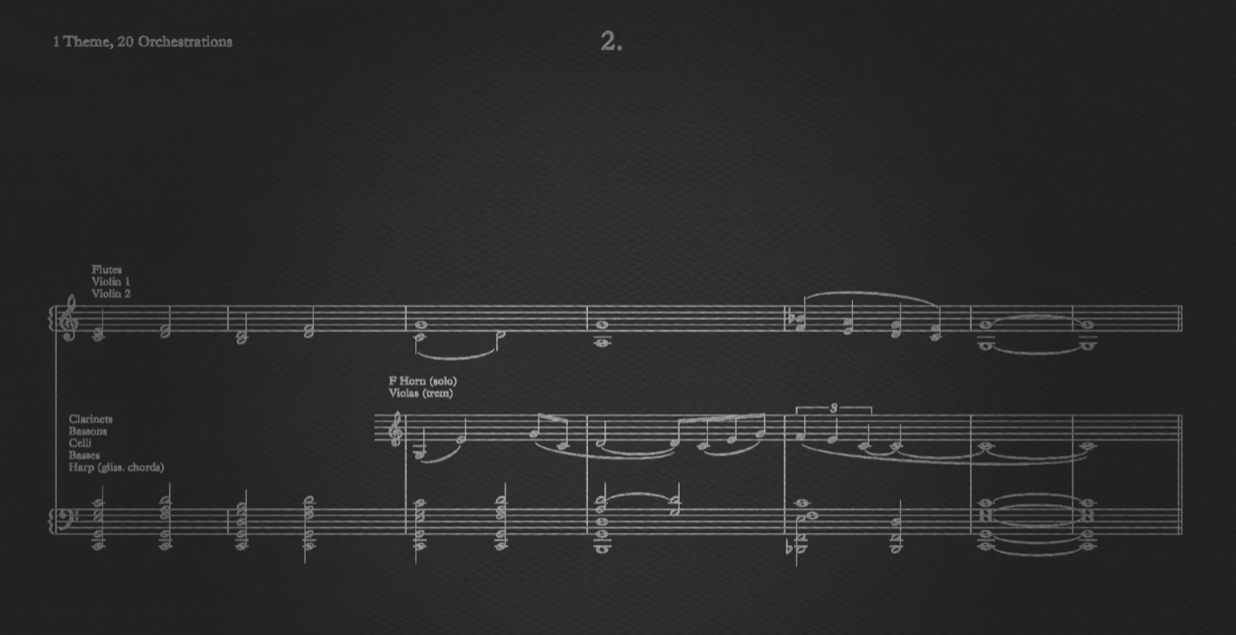 1 Theme, 20 Orchestrations
2.
Flutes
Violin 1
Violin 2
F Horn (solo)
Violas (trem)
3
Clarinets
Bassons
Celli
Basses
Harp (gliss. chords)